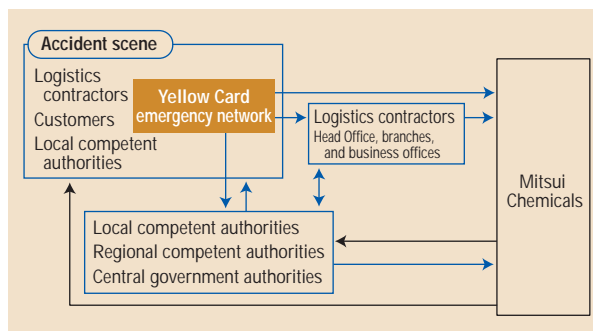 Accident scene
Logistics
contractors
Customers
Local competent
authorities
Yellow Card
emergency network
Logistics contractors
Head Office, branches,
and business offices
Mitsui
Chemicals
Local competent authorities
Regional competent authorities
Central government authorities